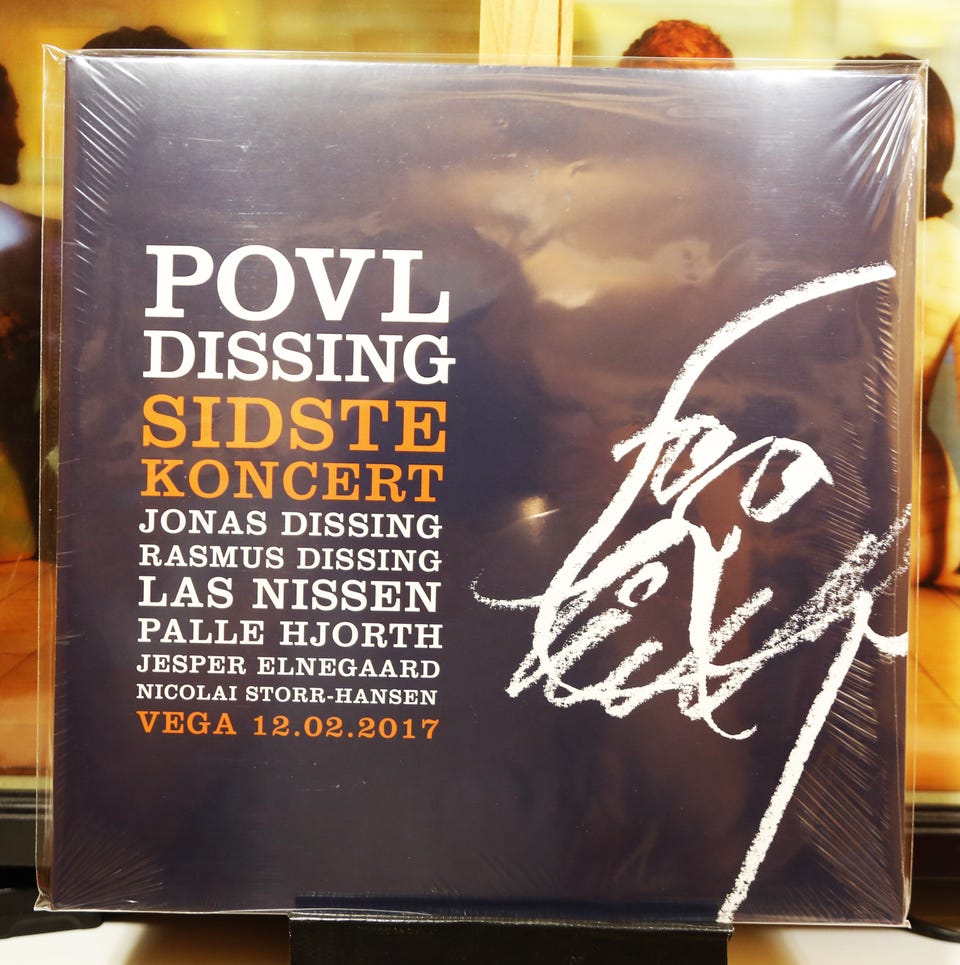 POVL
DISSING
SIDSTE
KONCERT
JONAS DISSING
RASMUS DISSING
LAS NISSEN
PALLE HJORTH
JESPER ELNEGAARD
NICOLAI STORR-HANSEN
VEGA 12.02.2017